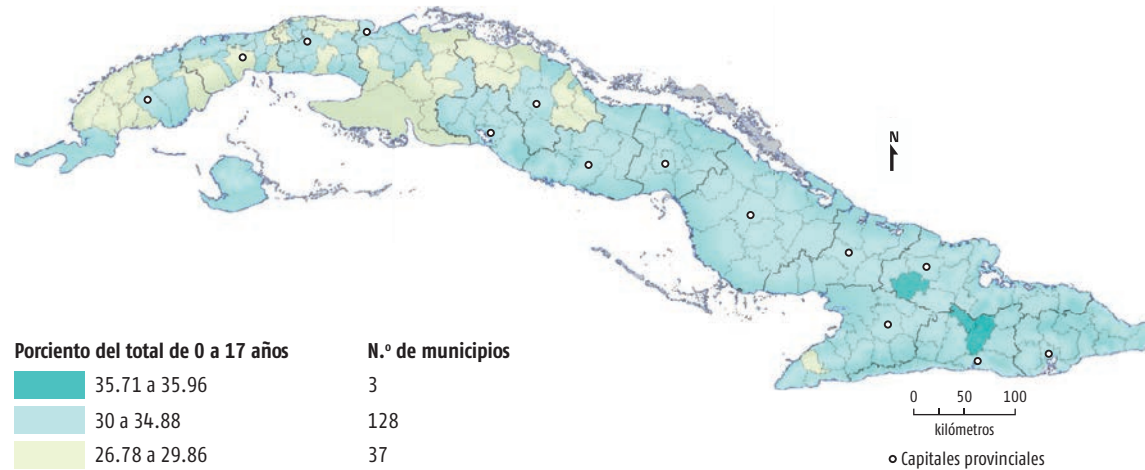 N
Porciento del total de 0 a 17 años N.º de municipios
35.71 a 35.96 3
30 a 34.88 128
26.78 a 29.86 37
0 50 100
kilómetros
Capitales provinciales